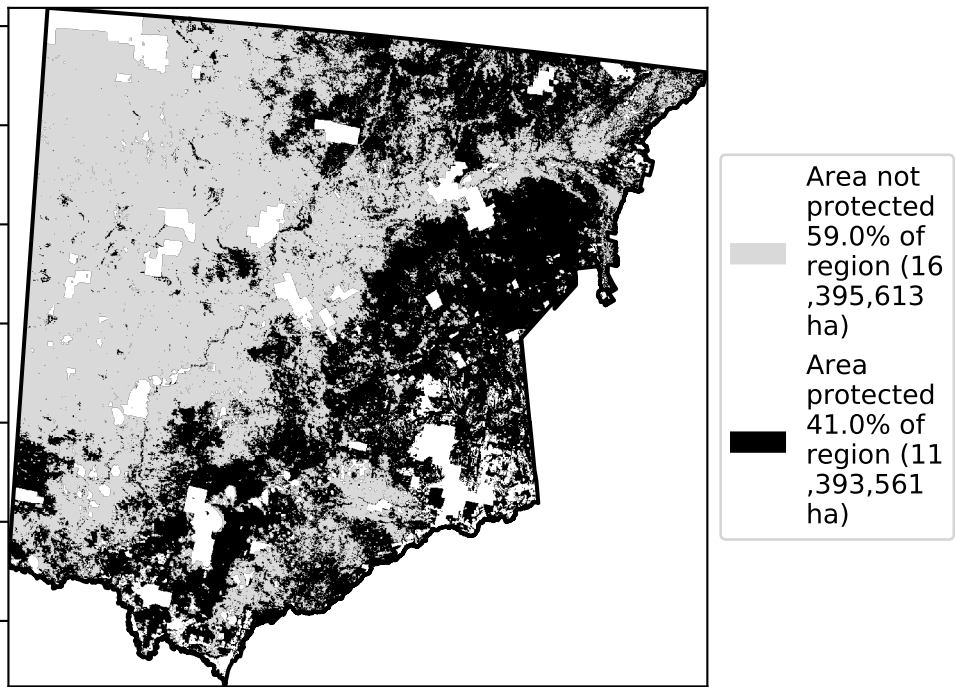 Area not
protected
59.0% of
region (16
,395,613
ha)
Area
protected
41.0% of
region (11
,393,561
ha)